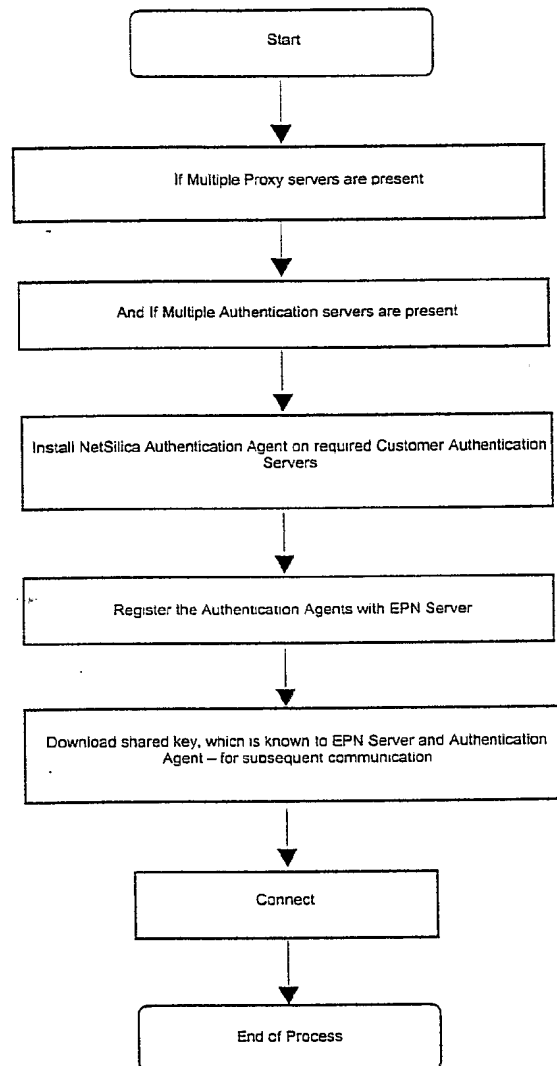 Start
If Multiple Proxy servers are present
And If Multiple Authentication servers are present
Install NetSilica Authentication Agent on required Customer Authentication
Servers
Register the Authentication Agents with EPN Server
Download shared key, which is known to EPN Server and Authentication
Agent – for subsequent communication
Connect
End of Process